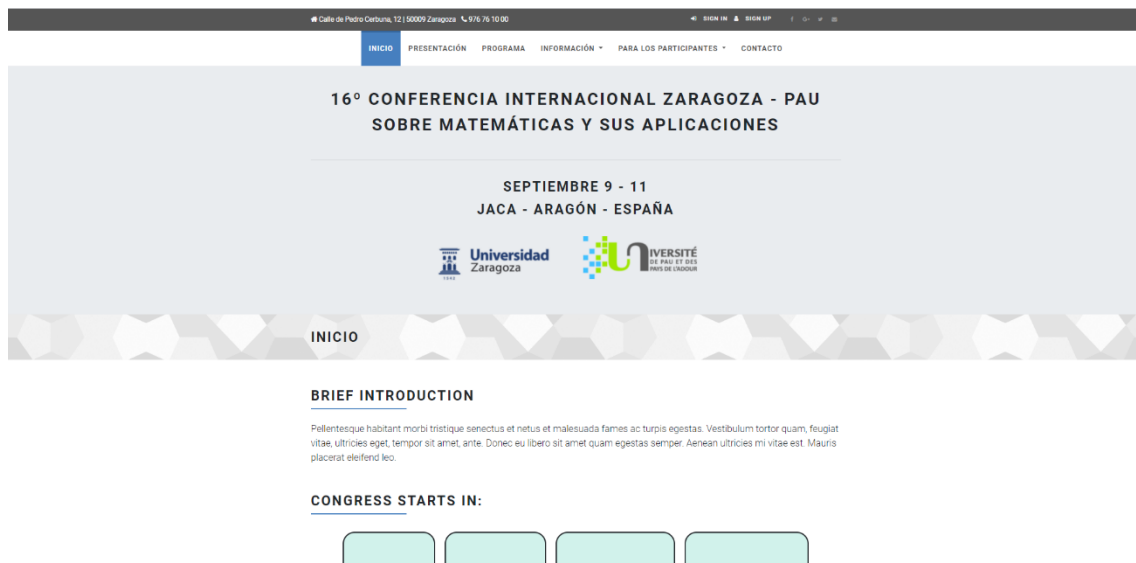 Calle de Pedro Cerbuna, 12 | 50009 Zaragoza 976 76 10 00 SIGN IN SIGN UP
INICIO PRESENTACIÓN PROGRAMA INFORMACIÓN PARA LOS PARTICIPANTES CONTACTO
16º CONFERENCIA INTERNACIONAL ZARAGOZA - PAU
SOBRE MATEMÁTICAS Y SUS APLICACIONES
SEPTIEMBRE 9 - 11
JACA - ARAGÓN - ESPAÑA
Universidad
Zaragoza
1542
UNIVERSITÉ
DE PAU ET DES
PAYS DE L'ADOUR
INICIO
BRIEF INTRODUCTION
Pellentesque habitant morbi tristique senectus et netus et malesuada fames ac turpis egestas. Vestibulum tortor quam, feugiat
vitae, ultricies eget, tempor sit amet, ante. Donec eu libero sit amet quam egestas semper. Aenean ultricies mi vitae est. Mauris
placerat eleifend leo.
CONGRESS STARTS IN: